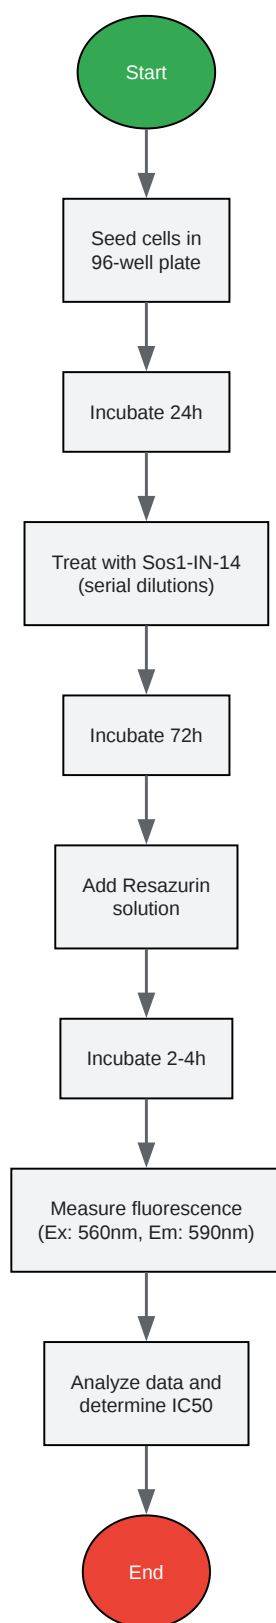 Start
Seed cells in
96-well plate
Incubate 24h
Treat with Sos1-IN-14
(serial dilutions)
Incubate 72h
Add Resazurin
solution
Incubate 2-4h
Measure fluorescence
(Ex: 560nm, Em: 590nm)
Analyze data and
determine IC50
End